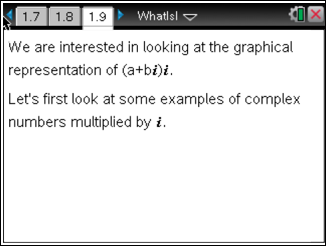 1.7 1.8 1.9 WhatIsI
We are interested in looking at the graphical
representation of (a+bi)i.
Let's first look at some examples of complex
numbers multiplied by i.